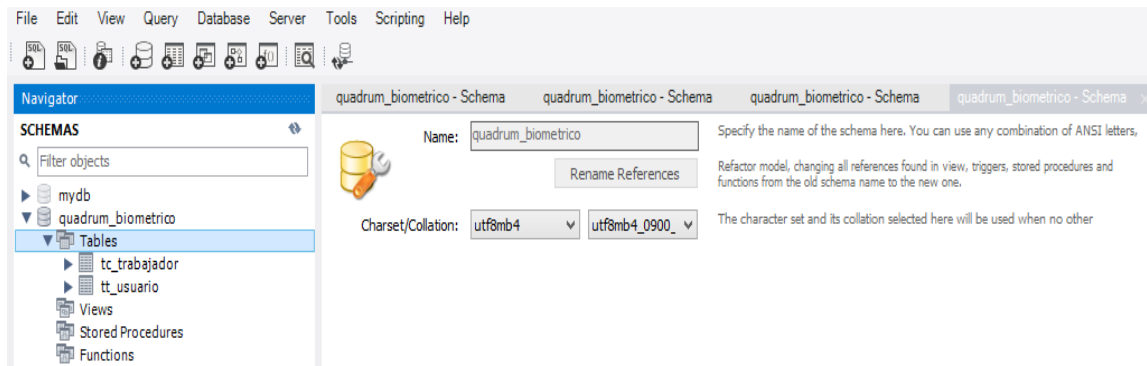 File Edit View Query Database Server Tools Scripting Help
SQL SQL
Navigator
SCHEMAS
Filter objects
mydb
quadrum_biometrico
Tables
tc_trabajador
tt_usuario
Views
Stored Procedures
Functions
quadrum_biometrico - Schema quadrum_biometrico - Schema quadrum_biometrico - Schema quadrum_biometrico - Schema
Name: quadrum_biometrico Specify the name of the schema here. You can use any combination of ANSI letters,
Rename References Refactor model, changing all references found in view, triggers, stored procedures and
functions from the old schema name to the new one.
Charset/Collation: utf8mb4 utf8mb4_0900_ The character set and its collation selected here will be used when no other